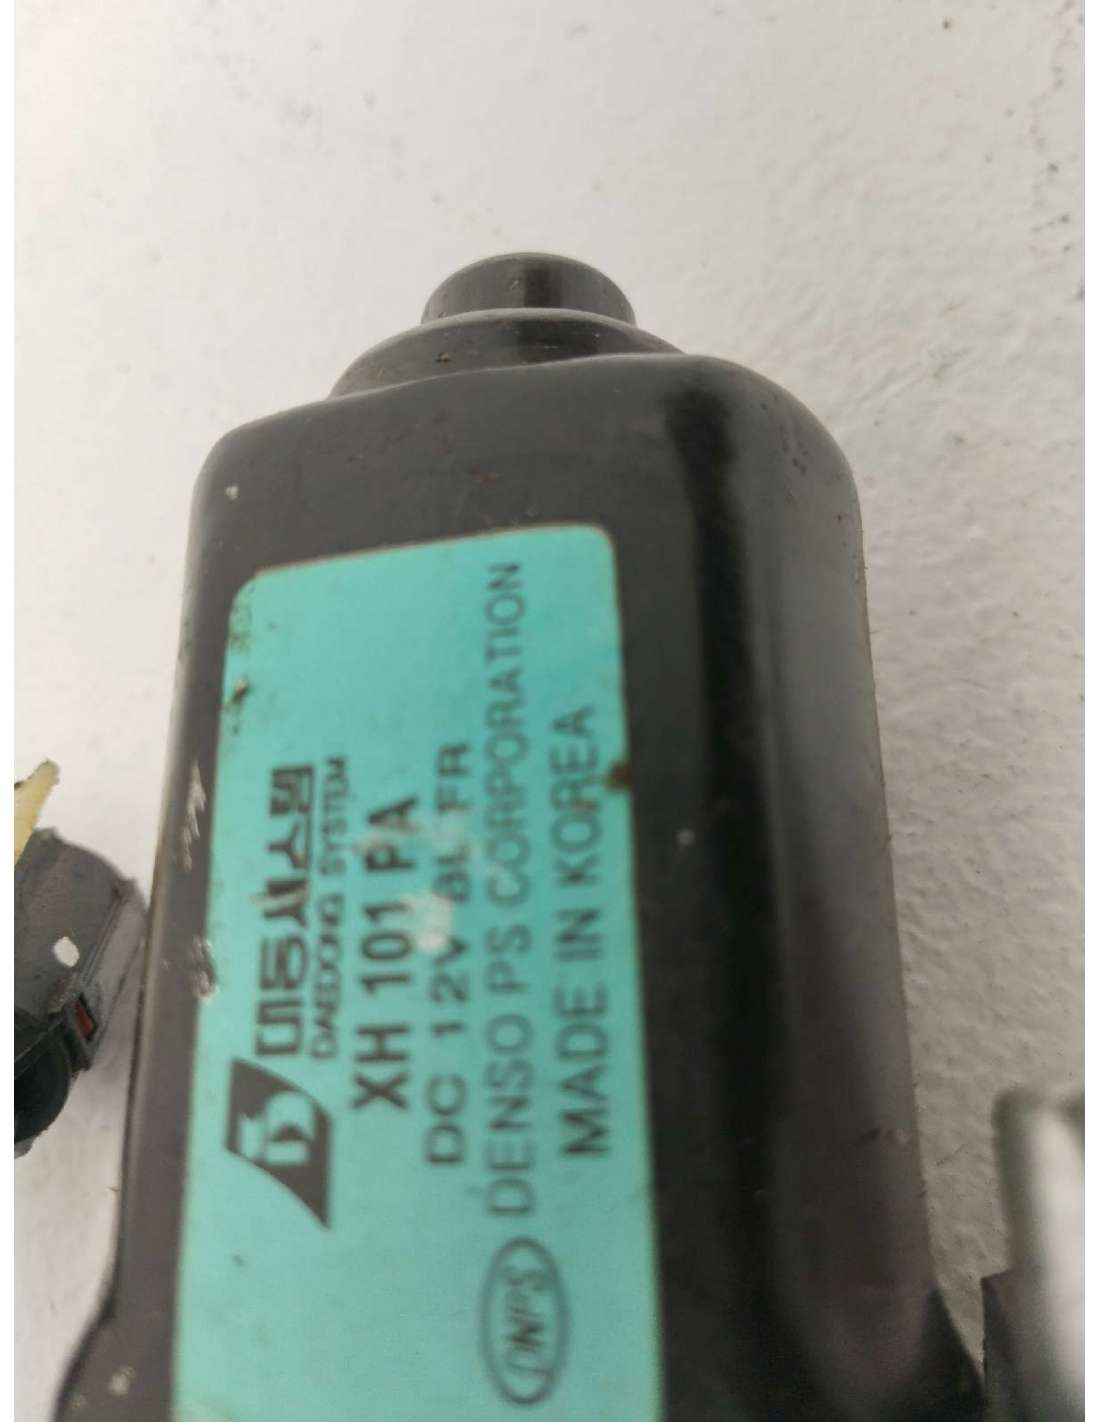 대동시스템
DAEDONG SYSTEM
XH 101 PA
DC 12V BL FR
DENSO PS CORPORATION
DNPS
MADE IN KOREA